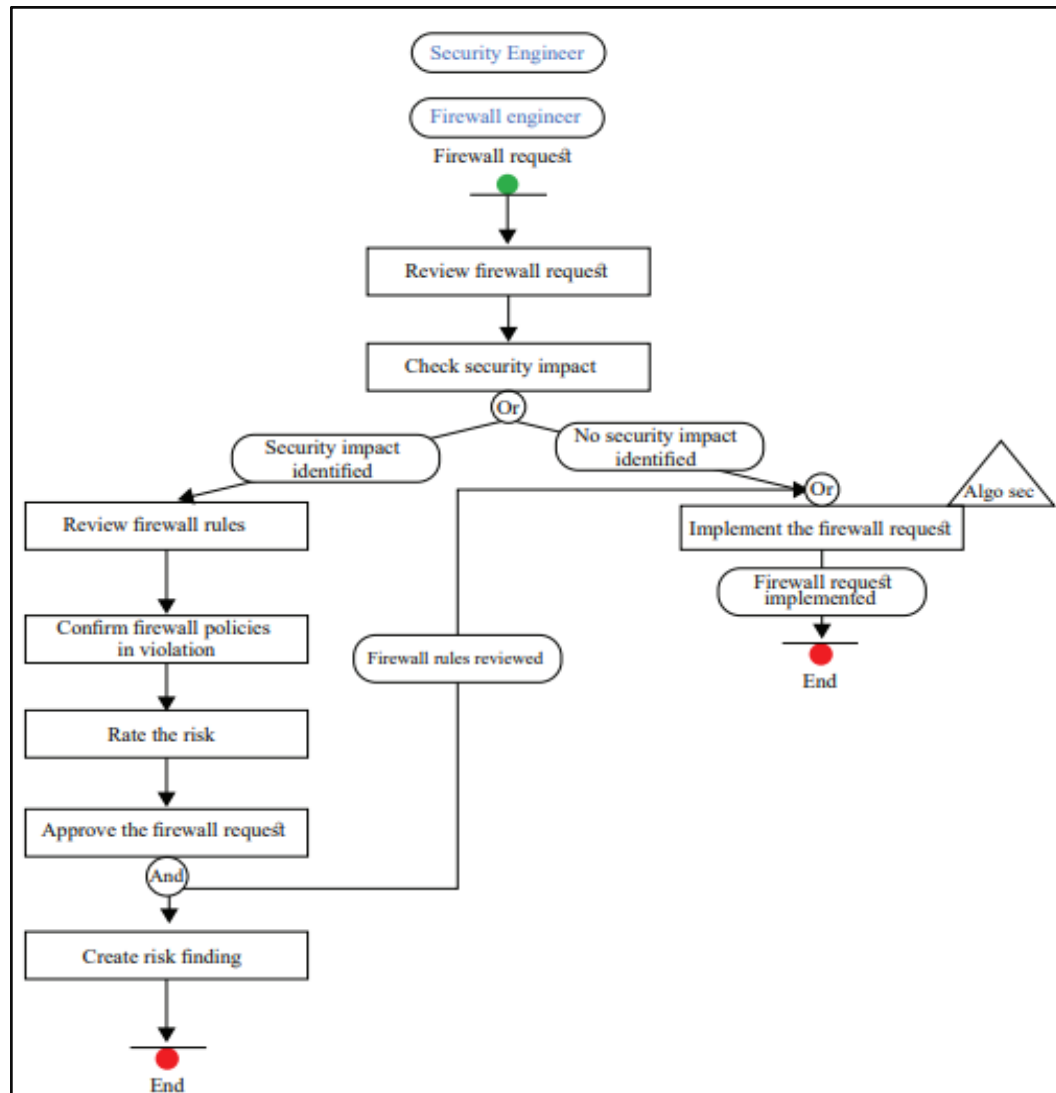 Security Engineer
Firewall engineer
Firewall request
Review firewall request
Check security impact
Or
Security impact
identified
No security impact
identified
Or
Algo sec
Review firewall rules
Implement the firewall request
Firewall request
implemented
Confirm firewall policies
in violation
Firewall rules reviewed
End
Rate the risk
Approve the firewall request
And
Create risk finding
End